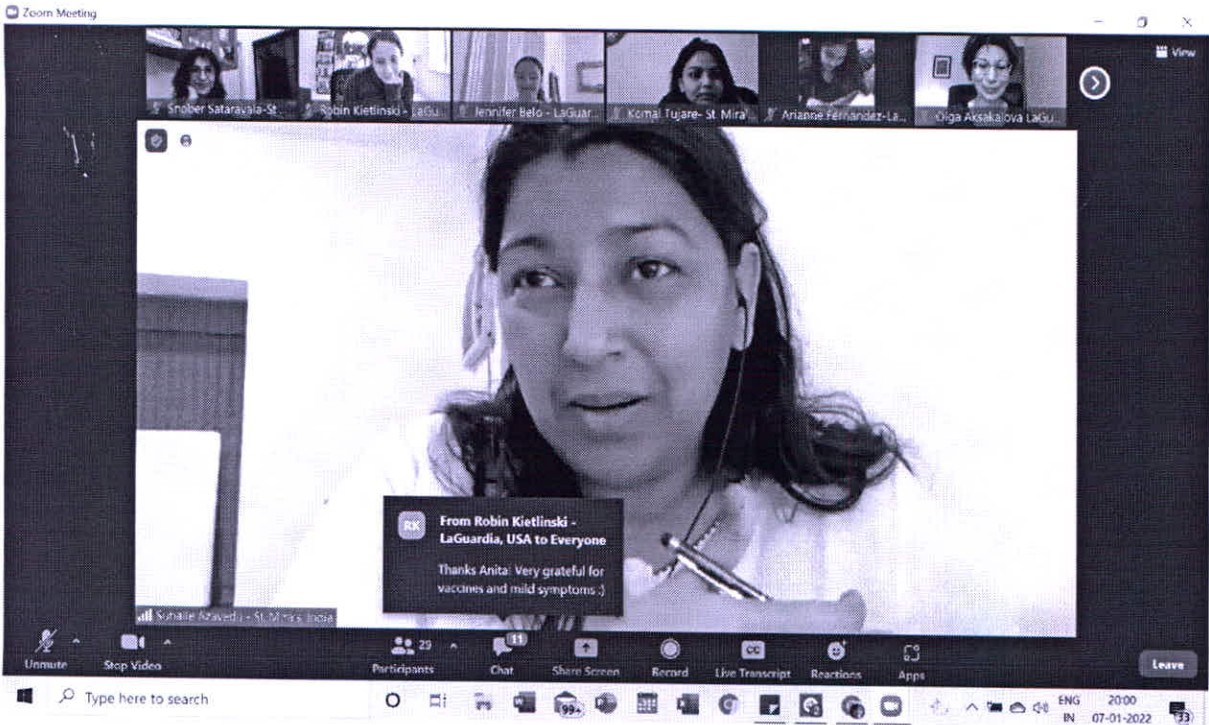 Zoom Meeting
View
Snober Sataravala-St...
Robin Kietlinski - LaGu...
Jennifer Belo - LaGuar...
Komal Tujare- St. Mira'...
Arianne Fernandez-La...
Olga Aksakalova LaGu...
RK
From Robin Kietlinski -
LaGuardia, USA to Everyone
Thanks Anita! Very grateful for
vaccines and mild symptoms :)
Azavedo - St. Mira's, India
Unmute
Stop Video
29
Participants
11
Chat
Share Screen
Record
CC
Live Transcript
Reactions
Apps
Leave
Type here to search
99+
ENG
IN
20:00
07-01-2022
33